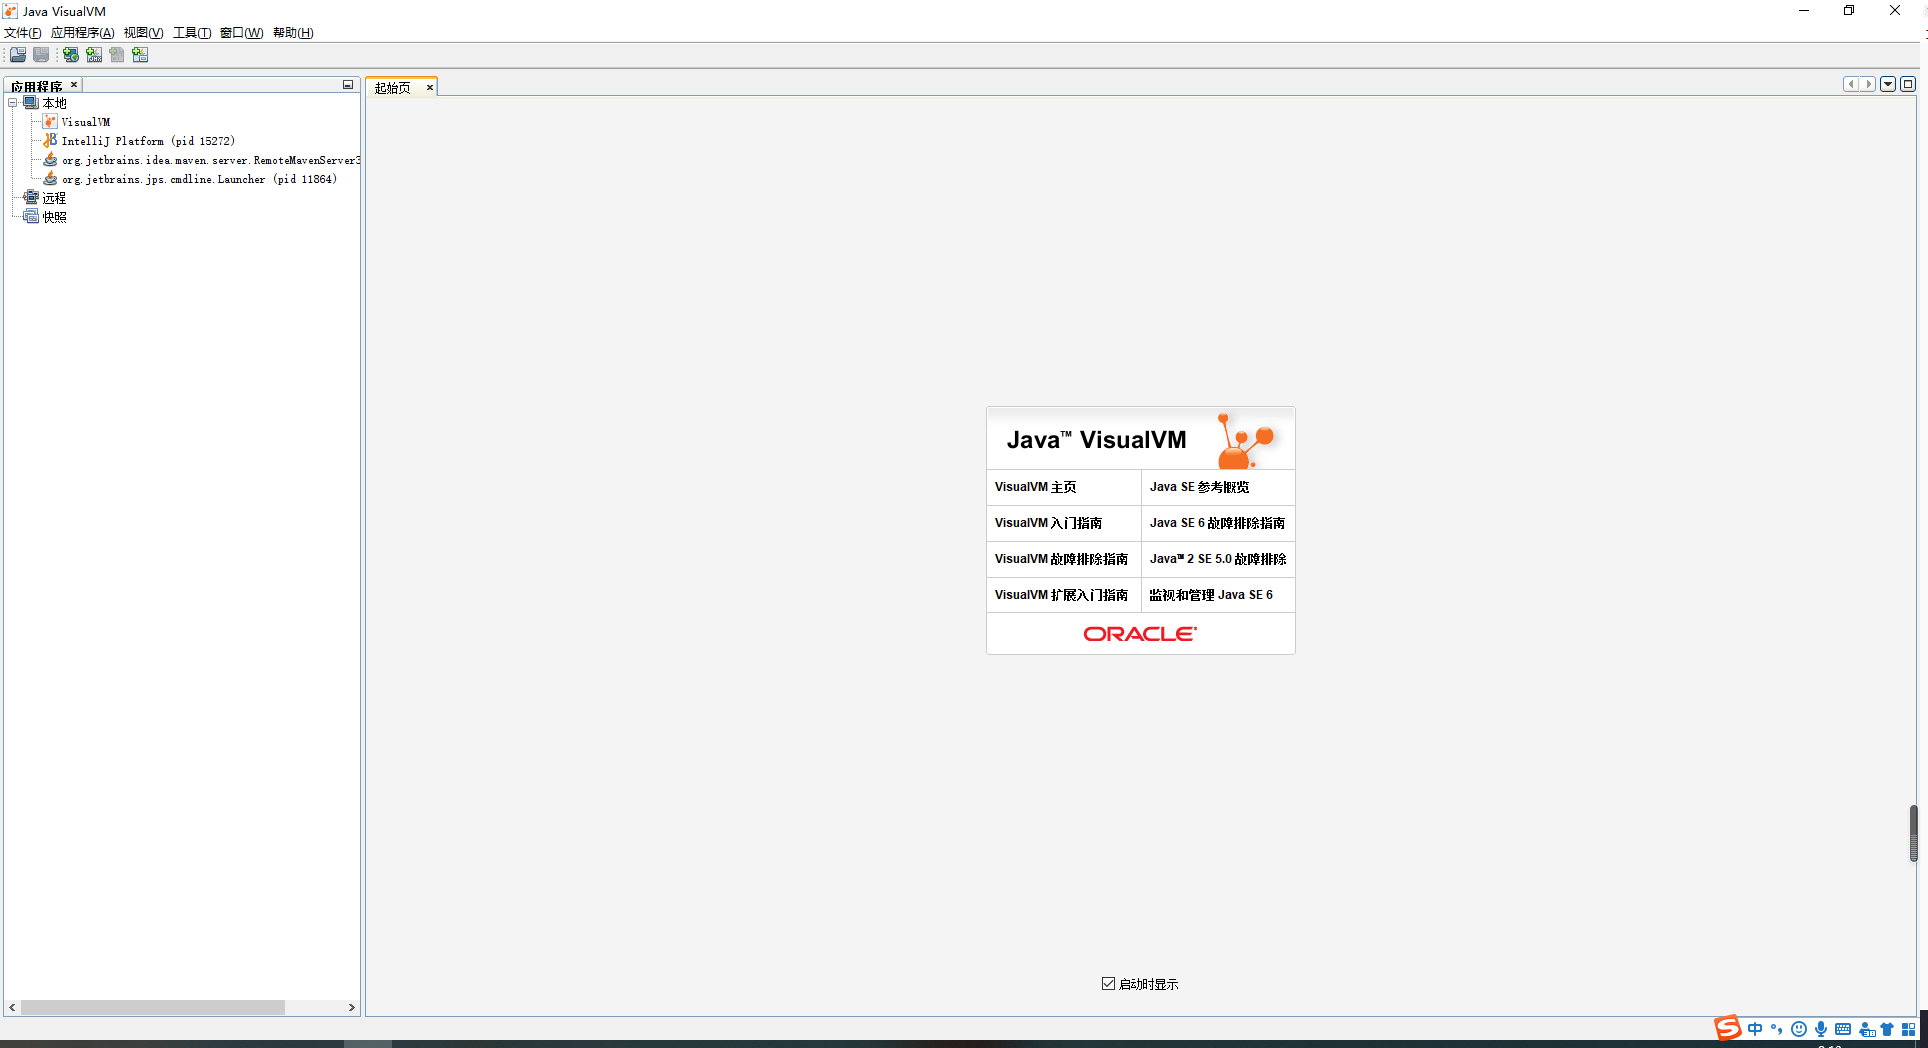 Java VisualVM
文件(F) 应用程序(A) 视图(V) 工具(T) 窗口(W) 帮助(H)
应用程序
起始页
本地
VisualVM
IntelliJ Platform (pid 15272)
org.jetbrains.idea.maven.server.RemoteMavenServer3
org.jetbrains.jps.cmdline.Launcher (pid 11864)
远程
快照
Java™ VisualVM
VisualVM 主页
Java SE 参考概览
VisualVM 入门指南
Java SE 6 故障排除指南
VisualVM 故障排除指南
Java™ 2 SE 5.0 故障排除
VisualVM 扩展入门指南
监视和管理 Java SE 6
ORACLE
启动时显示
中